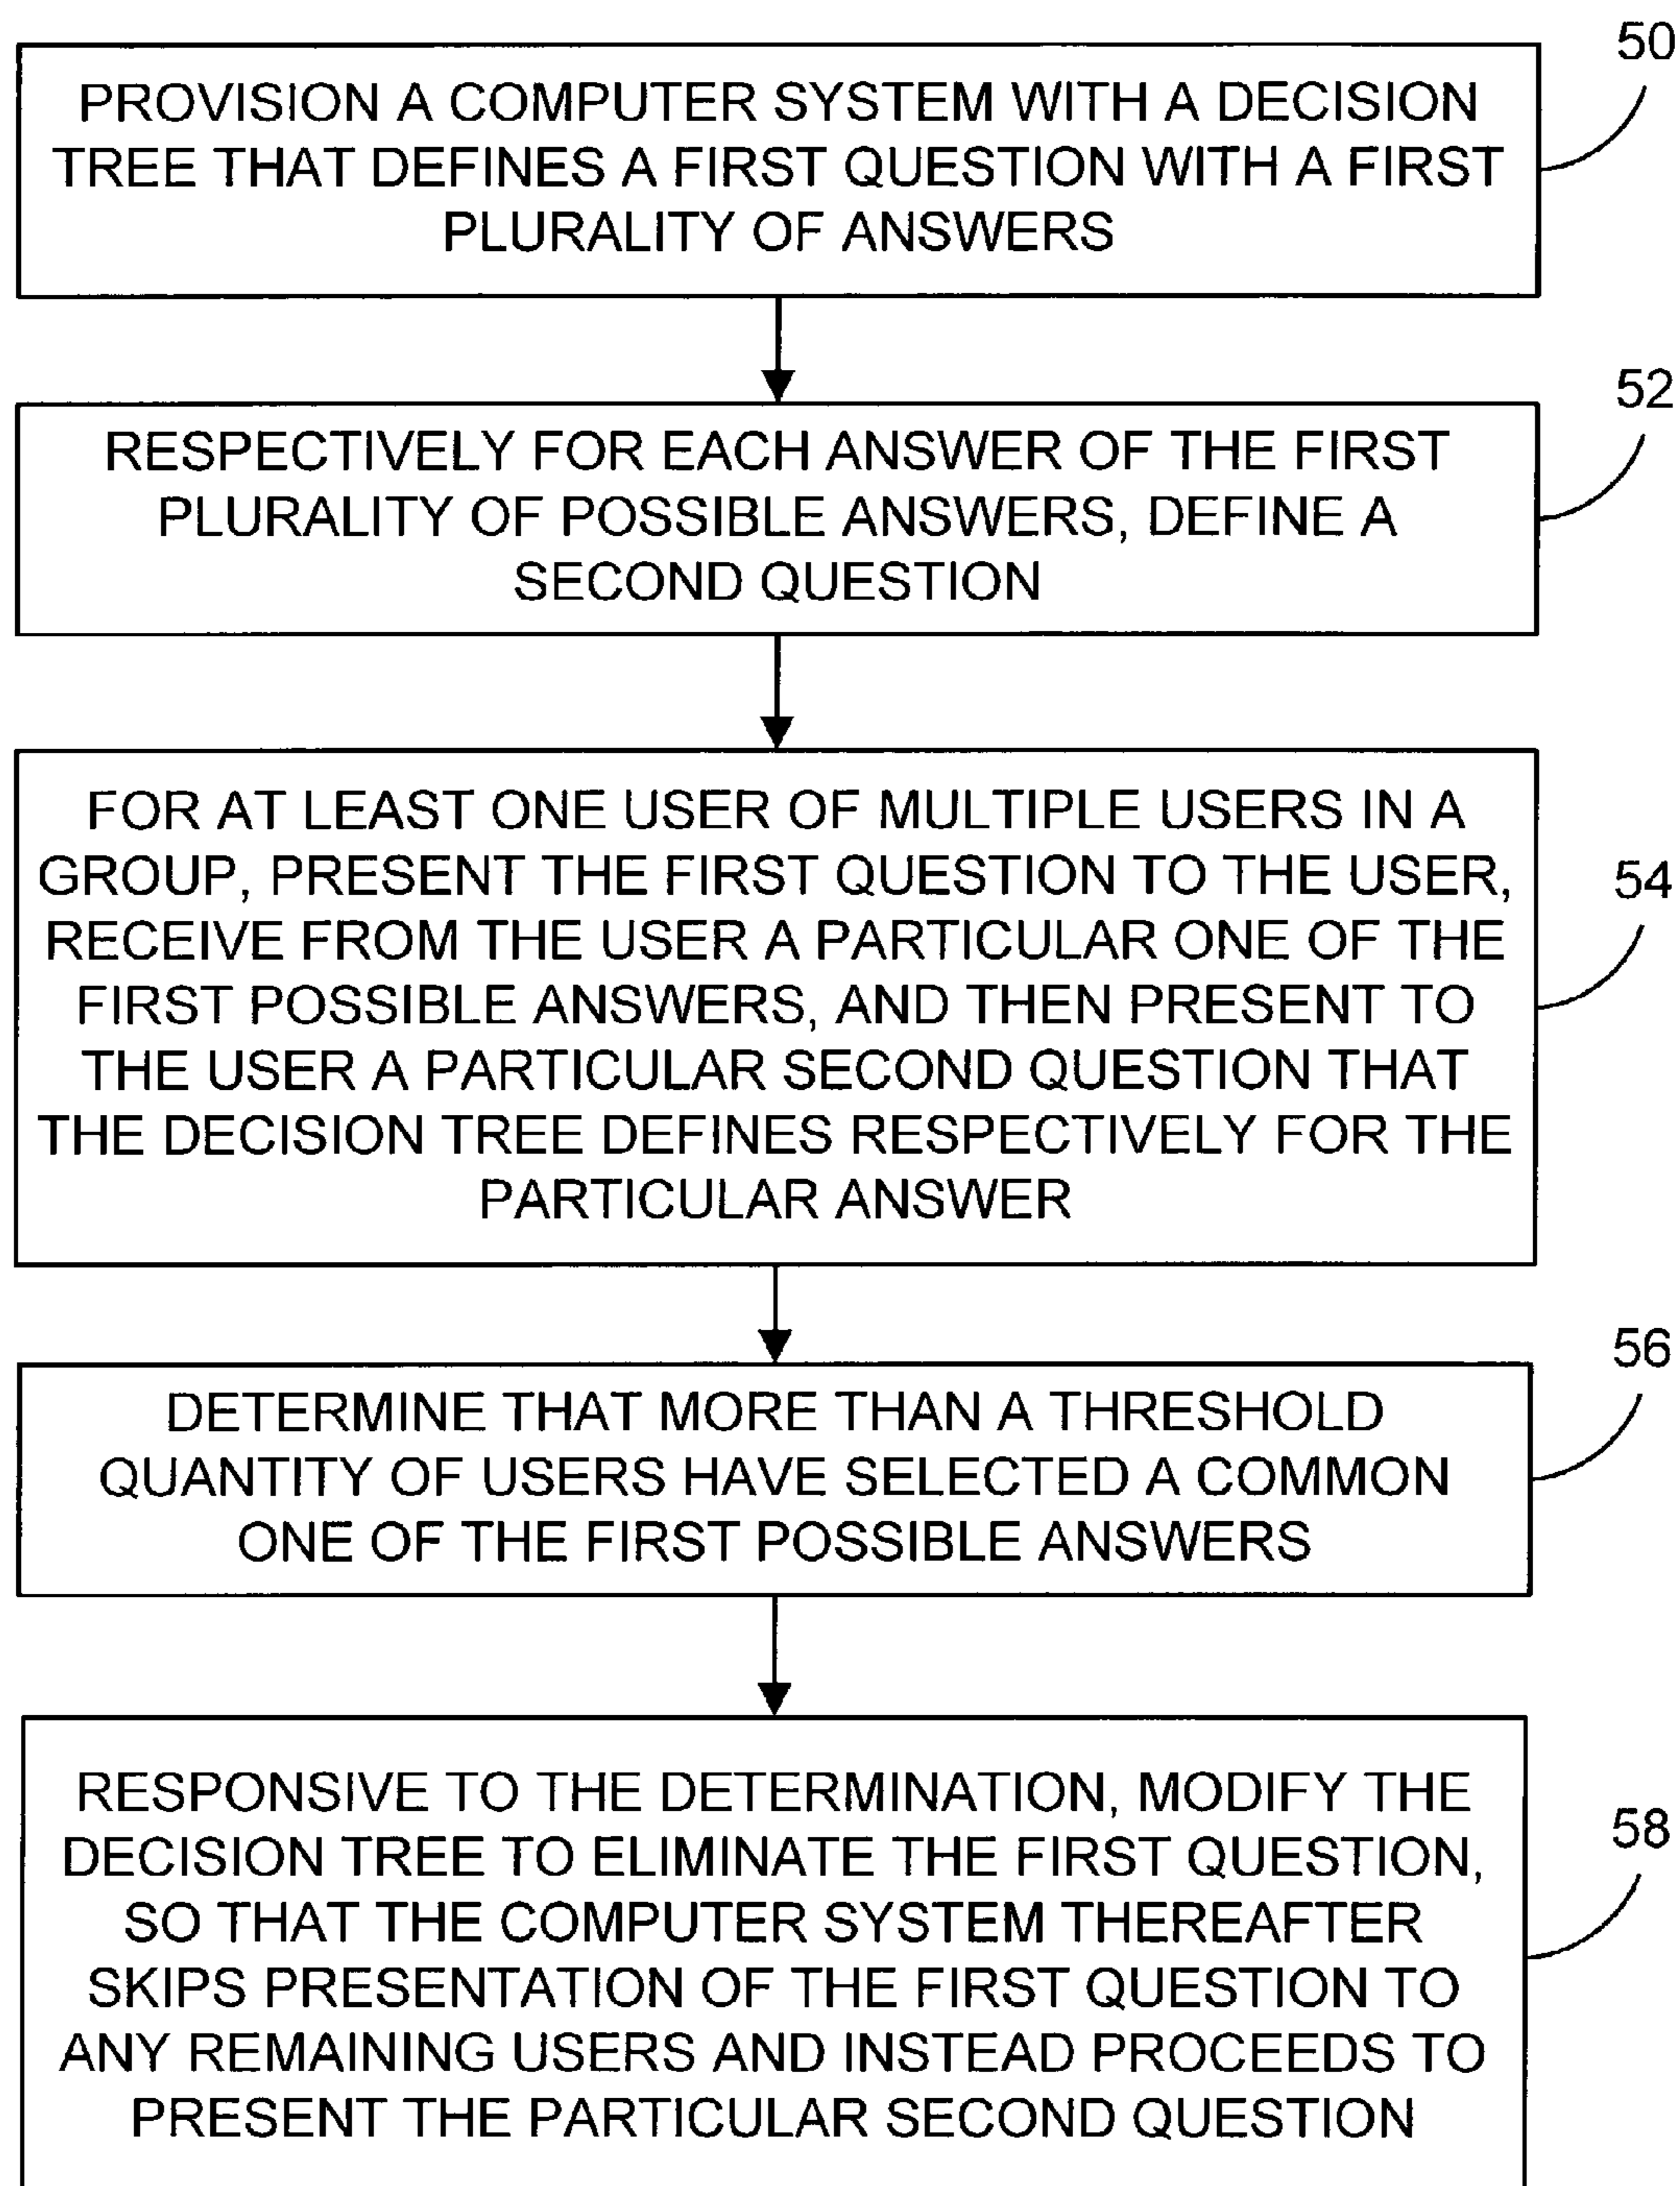 50
PROVISION A COMPUTER SYSTEM WITH A DECISION
TREE THAT DEFINES A FIRST QUESTION WITH A FIRST
PLURALITY OF ANSWERS
52
RESPECTIVELY FOR EACH ANSWER OF THE FIRST
PLURALITY OF POSSIBLE ANSWERS, DEFINE A
SECOND QUESTION
54
FOR AT LEAST ONE USER OF MULTIPLE USERS IN A
GROUP, PRESENT THE FIRST QUESTION TO THE USER,
RECEIVE FROM THE USER A PARTICULAR ONE OF THE
FIRST POSSIBLE ANSWERS, AND THEN PRESENT TO
THE USER A PARTICULAR SECOND QUESTION THAT
THE DECISION TREE DEFINES RESPECTIVELY FOR THE
PARTICULAR ANSWER
56
DETERMINE THAT MORE THAN A THRESHOLD
QUANTITY OF USERS HAVE SELECTED A COMMON
ONE OF THE FIRST POSSIBLE ANSWERS
58
RESPONSIVE TO THE DETERMINATION, MODIFY THE
DECISION TREE TO ELIMINATE THE FIRST QUESTION,
SO THAT THE COMPUTER SYSTEM THEREAFTER
SKIPS PRESENTATION OF THE FIRST QUESTION TO
ANY REMAINING USERS AND INSTEAD PROCEEDS TO
PRESENT THE PARTICULAR SECOND QUESTION